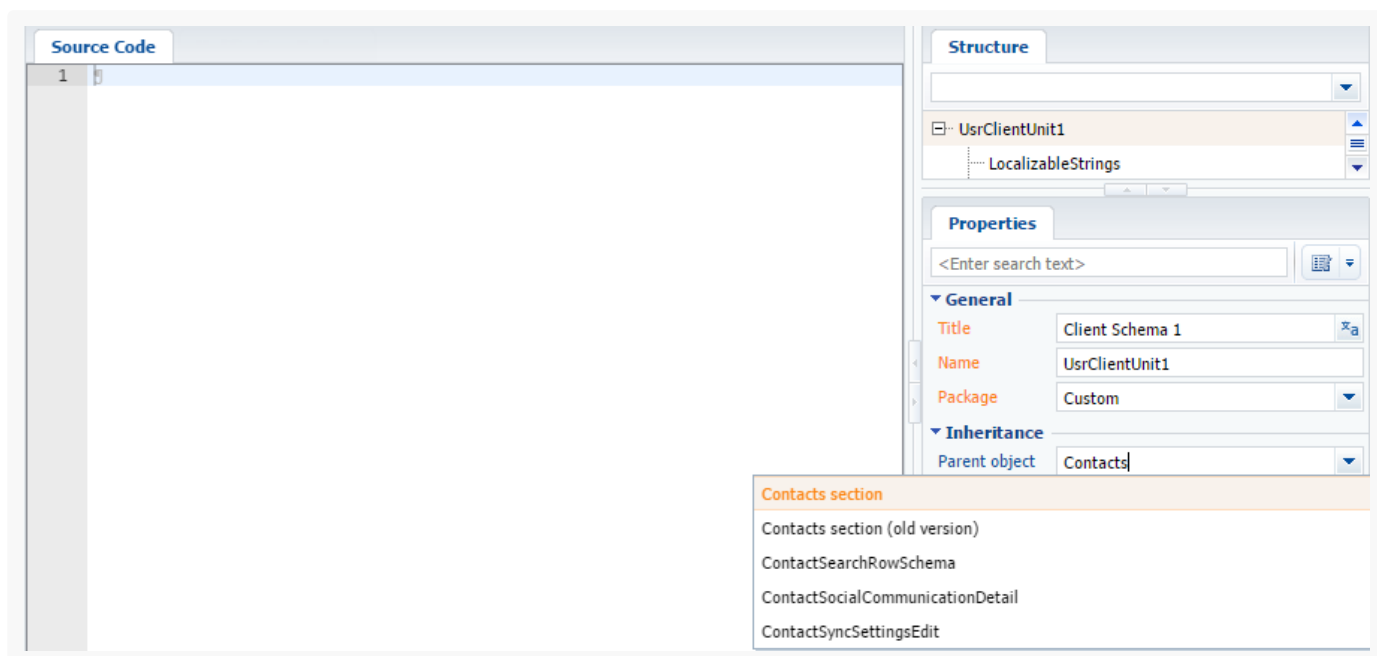 Source Code
1
Structure
UsrClientUnit1
LocalizableStrings
Properties
<Enter search text>
General
Title Client Schema 1
Name UsrClientUnit1
Package Custom
Inheritance
Parent object Contacts
Contacts section
Contacts section (old version)
ContactSearchRowSchema
ContactSocialCommunicationDetail
ContactSyncSettingsEdit